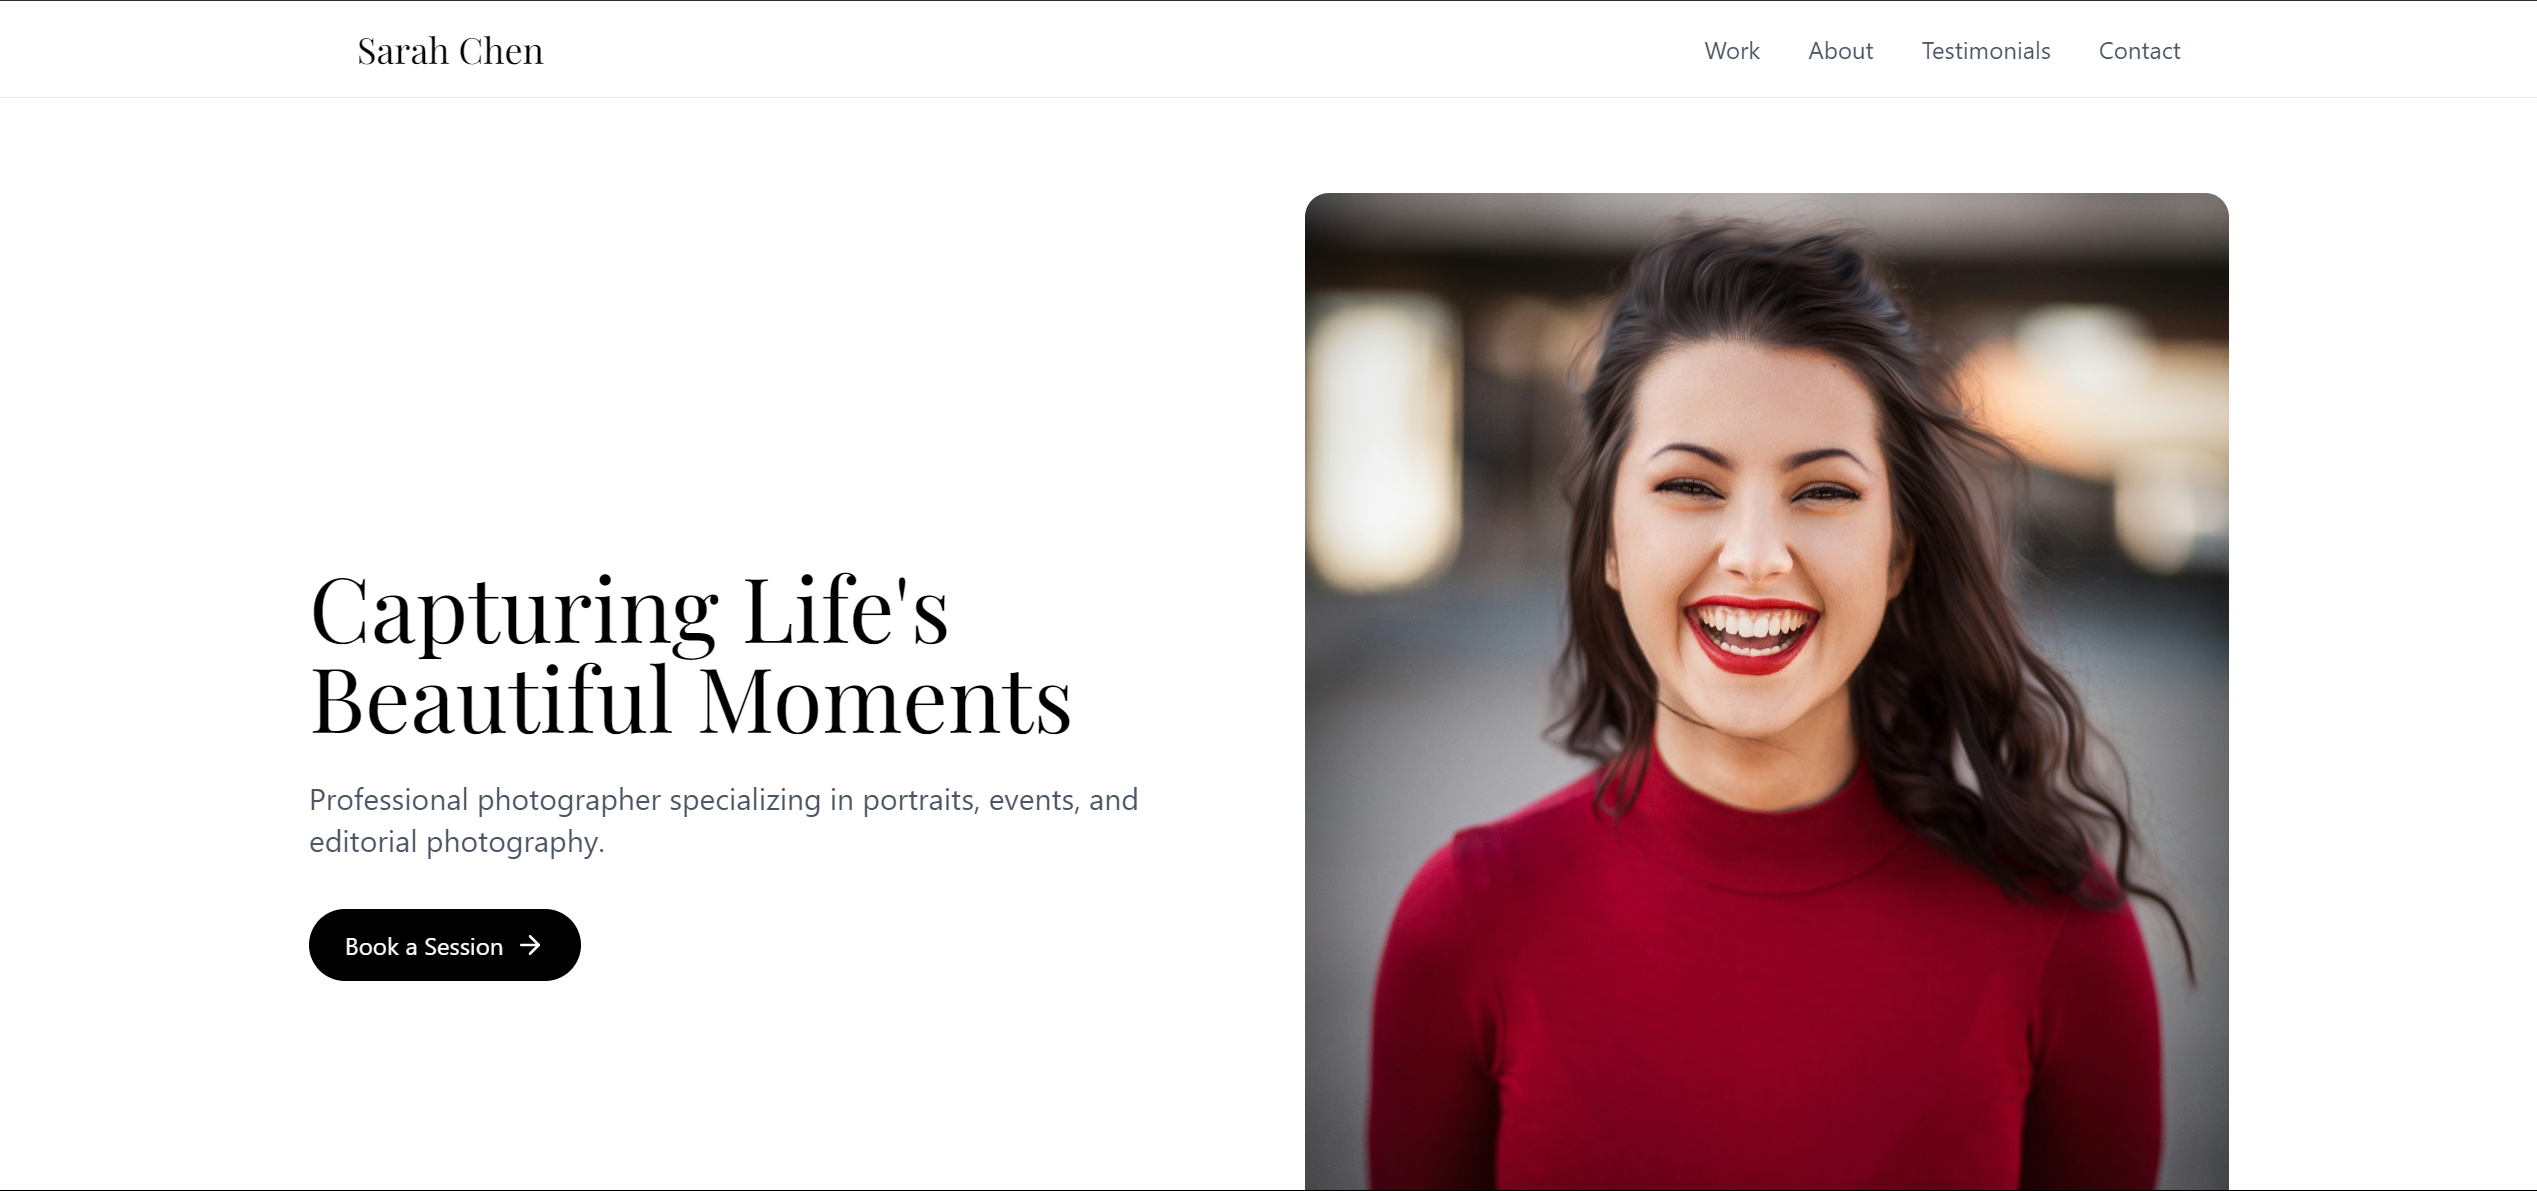 Sarah Chen
Work
About
Testimonials
Contact
Capturing Life's
Beautiful Moments
Professional photographer specializing in portraits, events, and
editorial photography.
Book a Session